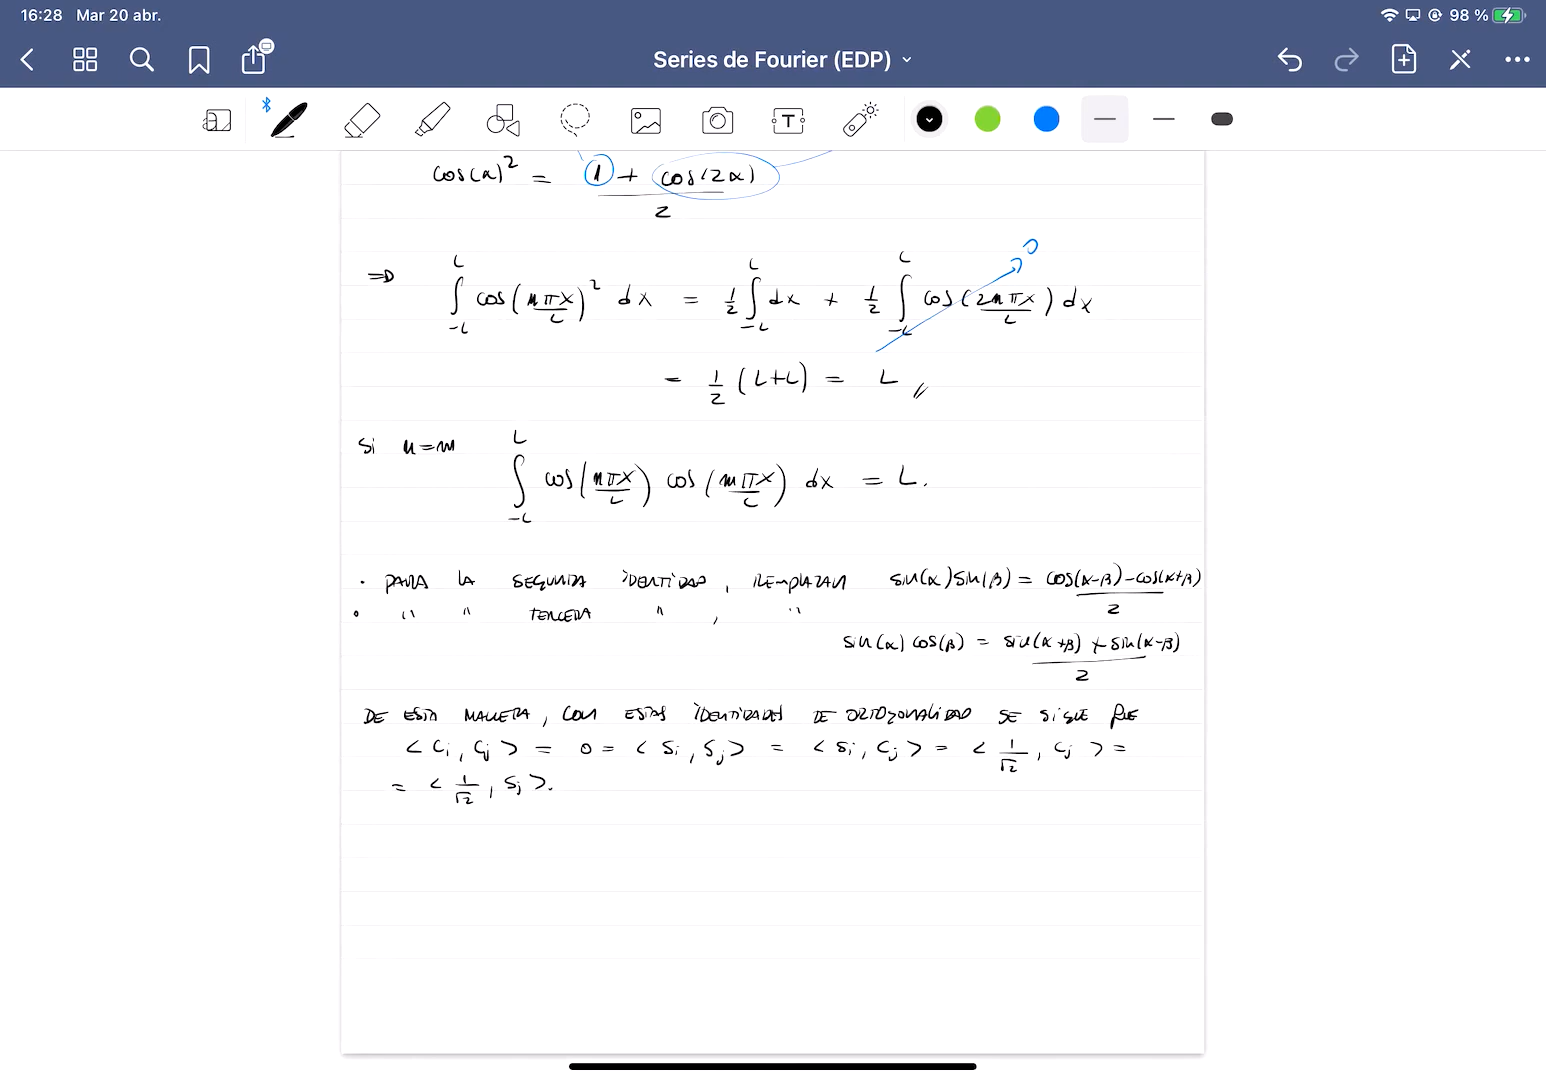 16:28 Mar 20 abr. 98 %
Series de Fourier (EDP)
cos(α)² = (1 + cos(2α))/2
⇒ ∫_{-L}^{L} cos(nπx/L)² dx = 1/2 ∫_{-L}^{L} dx + 1/2 ∫_{-L}^{L} cos(2nπx/L) dx → 0
= 1/2 (L+L) = L //
Si n=m ∫_{-L}^{L} cos(nπx/L) cos(mπx/L) dx = L.
· PARA LA SEGUNDA IDENTIDAD, REMPLAZAR sin(α)sin(β) = (cos(α-β)-cos(α+β))/2
· " " TERCERA " , " sin(α)cos(β) = (sin(α+β)+sin(α-β))/2
DE ESTA MANERA, CON ESTAS IDENTIDADES DE ORTOGONALIDAD SE SIGUE QUE
< Ci, Cj > = 0 = < Si, Sj > = < Si, Cj > = < 1/√2, Cj > =
= < 1/√2, Sj >.